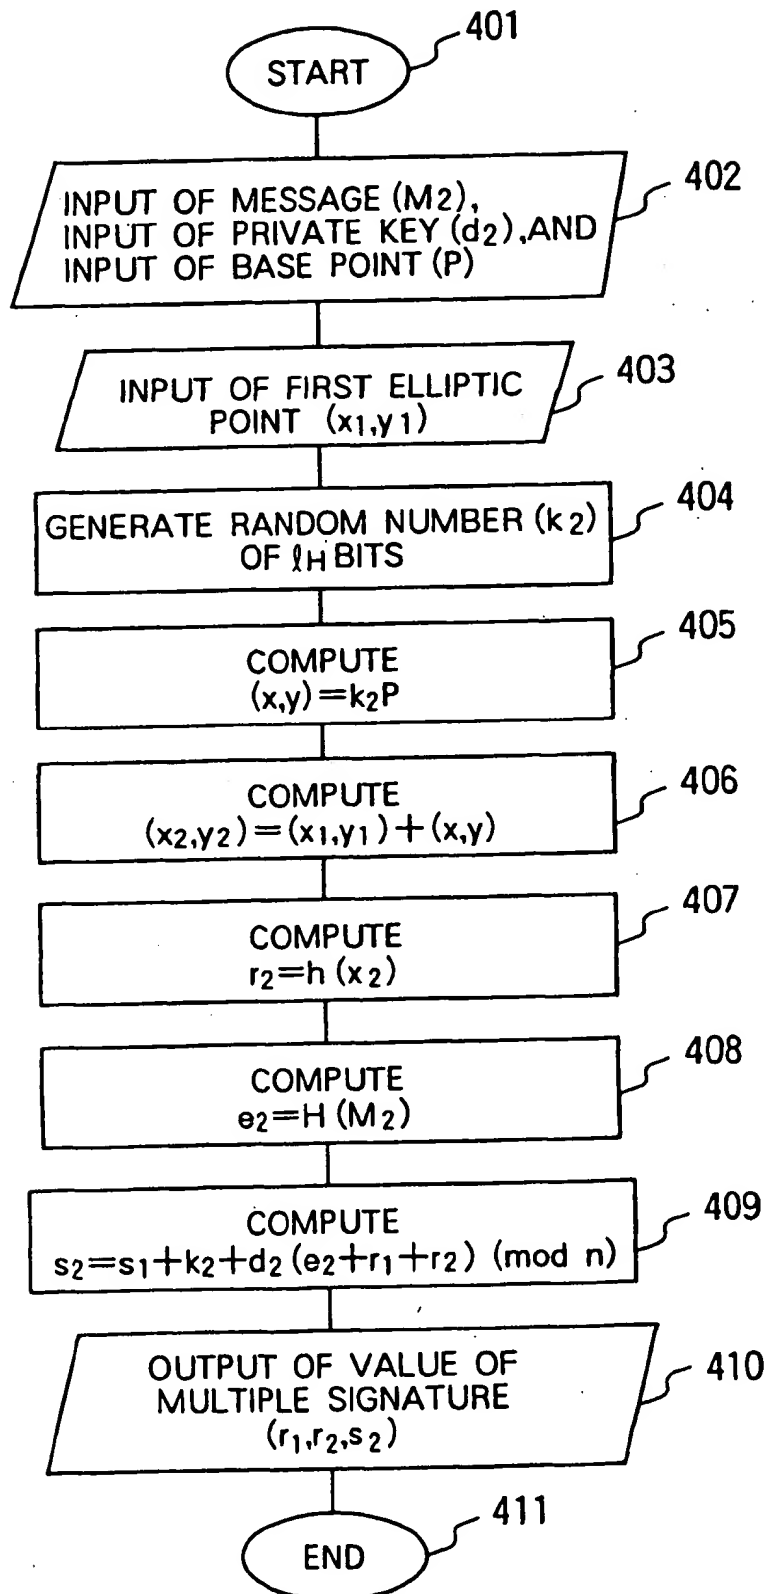 401
START
402
INPUT OF MESSAGE (M2),
INPUT OF PRIVATE KEY (d2), AND
INPUT OF BASE POINT (P)
403
INPUT OF FIRST ELLIPTIC
POINT (x1,y1)
404
GENERATE RANDOM NUMBER (k2)
OF ℓH BITS
405
COMPUTE
(x,y)=k2P
406
COMPUTE
(x2,y2)=(x1,y1)+(x,y)
407
COMPUTE
r2=h(x2)
408
COMPUTE
e2=H(M2)
409
COMPUTE
s2=s1+k2+d2(e2+r1+r2) (mod n)
410
OUTPUT OF VALUE OF
MULTIPLE SIGNATURE
(r1,r2,s2)
411
END